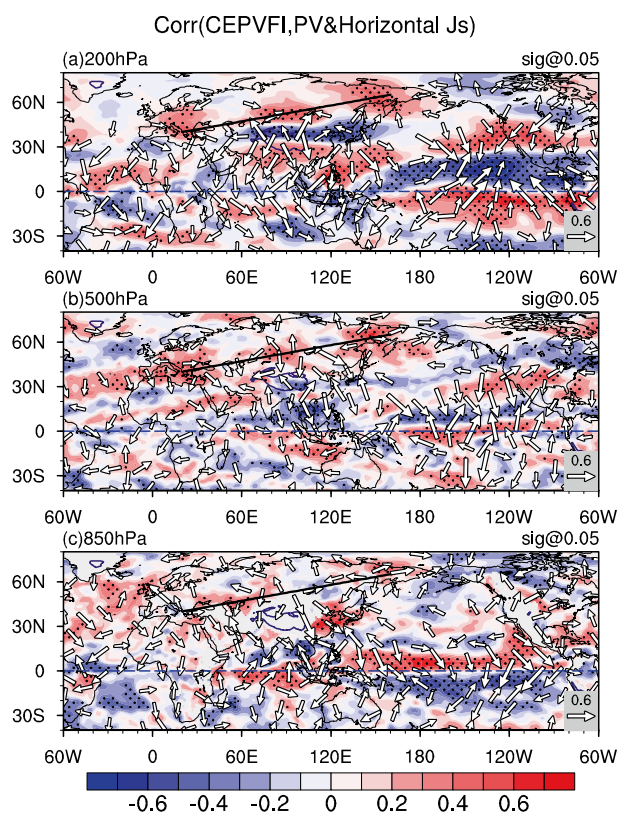 Corr(CEPVFI,PV&Horizontal Js)
(a)200hPa sig@0.05
60N
30N
0
30S
0.6
60W 0 60E 120E 180 120W 60W
(b)500hPa sig@0.05
60N
30N
0
30S
0.6
60W 0 60E 120E 180 120W 60W
(c)850hPa sig@0.05
60N
30N
0
30S
0.6
60W 0 60E 120E 180 120W 60W
-0.6 -0.4 -0.2 0 0.2 0.4 0.6